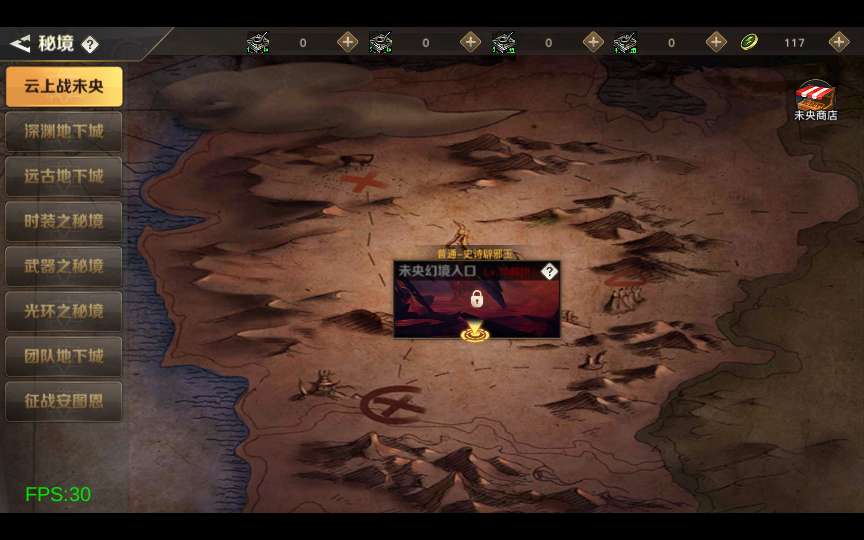 秘境 ?
0
0
0
0
117
云上战未央
深渊地下城
远古地下城
时装之秘境
武器之秘境
光环之秘境
团队地下城
征战安图恩
未央商店
普通-史诗辟邪玉
未央幻境入口
?
FPS:30